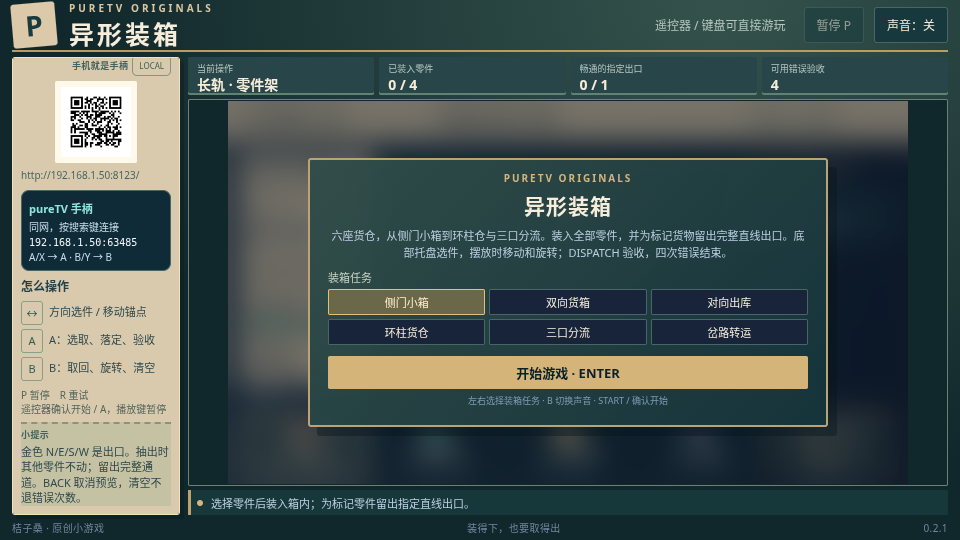 P
PURETV ORIGINALS
异形装箱
遥控器 / 键盘可直接游玩
暂停 P
声音：关
手机就是手柄
LOCAL
http://192.168.1.50:8123/
pureTV 手柄
同网，按搜索键连接
192.168.1.50:63485
A/X → A · B/Y → B
怎么操作
↔ 方向选件 / 移动锚点
A A：选取、落定、验收
B B：取回、旋转、清空
P 暂停 R 重试
遥控器确认开始 / A，播放键暂停
小提示
金色 N/E/S/W 是出口。抽出时
其他零件不动；留出完整通
道。BACK 取消预览，清空不
退错误次数。
当前操作
长轨 · 零件架
已装入零件
0 / 4
畅通的指定出口
0 / 1
可用错误验收
4
PURETV ORIGINALS
异形装箱
六座货仓，从侧门小箱到环柱仓与三口分流。装入全部零件，并为标记货物留出完整直线出口。底
部托盘选件，摆放时移动和旋转；DISPATCH 验收，四次错误结束。
装箱任务
侧门小箱
双向货箱
对向出库
环柱货仓
三口分流
岔路转运
开始游戏 · ENTER
左右选择装箱任务 · B 切换声音 · START / 确认开始
选择零件后装入箱内；为标记零件留出指定直线出口。
桔子桑 · 原创小游戏
装得下，也要取得出
0.2.1